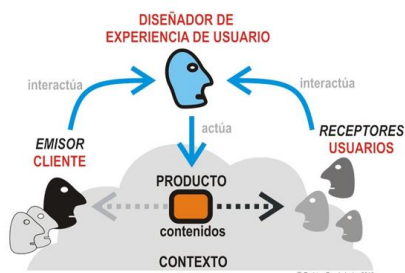 DISEÑADOR DE
EXPERIENCIA DE USUARIO
interactúa
interactúa
actúa
EMISOR
CLIENTE
RECEPTORES
USUARIOS
PRODUCTO
contenidos
CONTEXTO